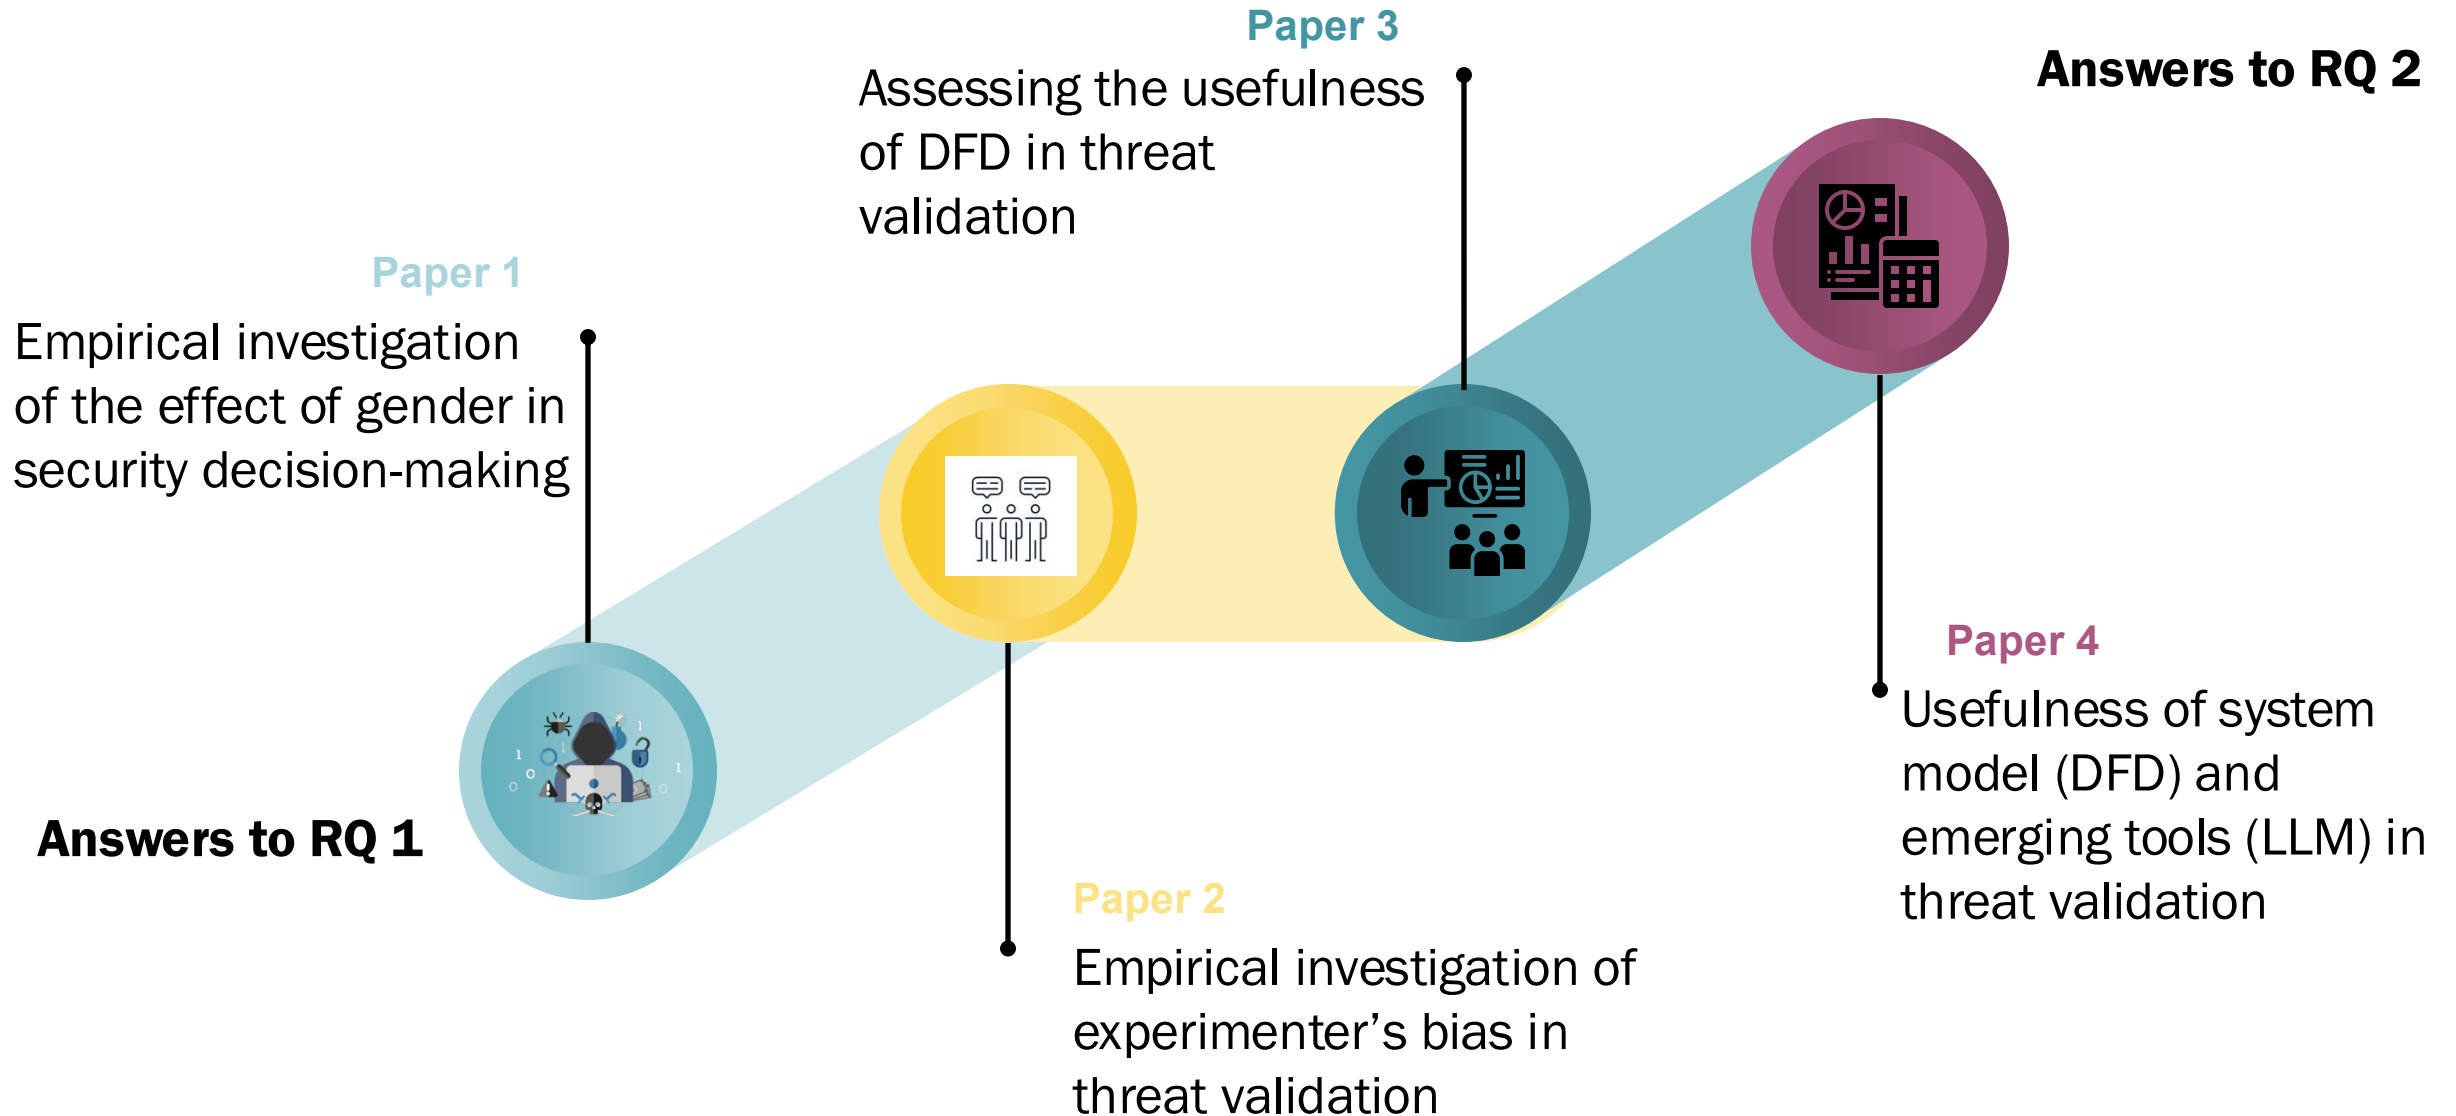 Paper 1
Empirical investigation
of the effect of gender in
security decision-making
Answers to RQ 1
Paper 2
Empirical investigation of
experimenter’s bias in
threat validation
Paper 3
Assessing the usefulness
of DFD in threat
validation
Answers to RQ 2
Paper 4
Usefulness of system
model (DFD) and
emerging tools (LLM) in
threat validation